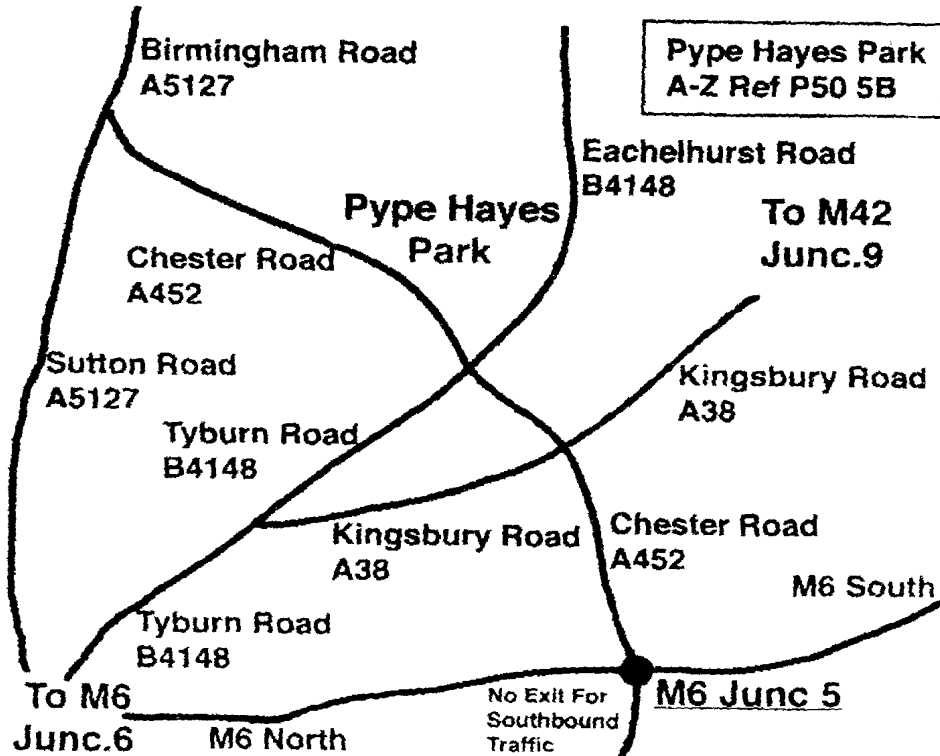 Birmingham Road
A5127
Pype Hayes Park
A-Z Ref P50 5B
Eachelhurst Road
B4148
Pype Hayes
Park
To M42
Junc.9
Chester Road
A452
Sutton Road
A5127
Kingsbury Road
A38
Tyburn Road
B4148
Kingsbury Road
A38
Chester Road
A452
M6 South
Tyburn Road
B4148
To M6
Junc.6
M6 North
No Exit For
Southbound
Traffic
M6 Junc 5